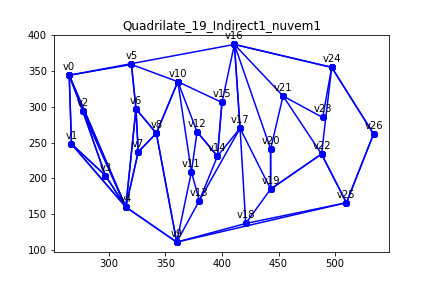 Quadrilate_19_Indirect1_nuvem1
400
350
300
250
200
150
100
300
350
400
450
500
v0
v1
v2
v3
v4
v5
v6
v7
v8
v9
v10
v11
v12
v13
v14
v15
v16
v17
v18
v19
v20
v21
v22
v23
v24
v25
v26